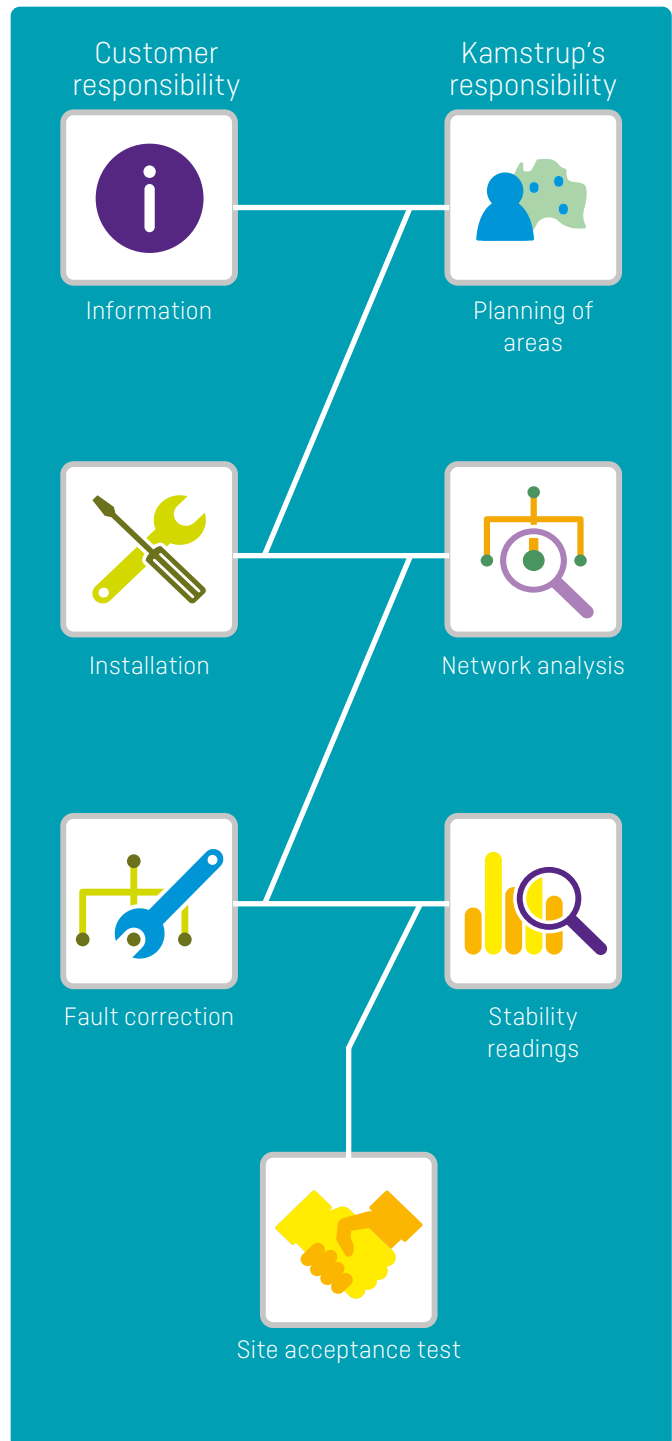 Customer
responsibility
Kamstrup's
responsibility
Information
Planning of
areas
Installation
Network analysis
Fault correction
Stability
readings
Site acceptance test